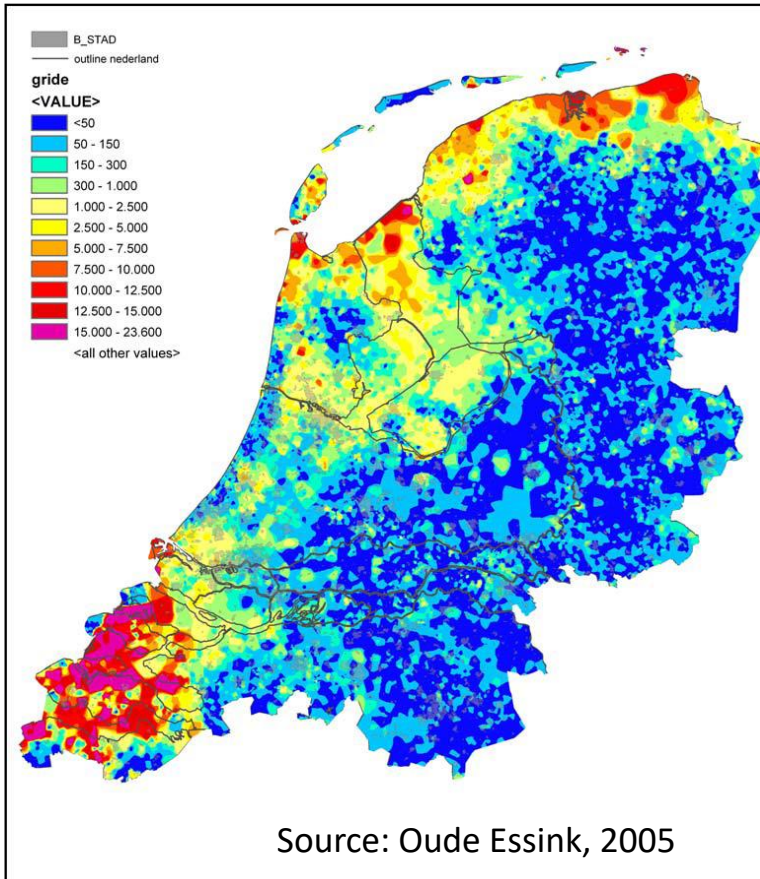 B_STAD
outline nederland
gride
<VALUE>
<50
50 - 150
150 - 300
300 - 1.000
1.000 - 2.500
2.500 - 5.000
5.000 - 7.500
7.500 - 10.000
10.000 - 12.500
12.500 - 15.000
15.000 - 23.600
<all other values>
Source: Oude Essink, 2005